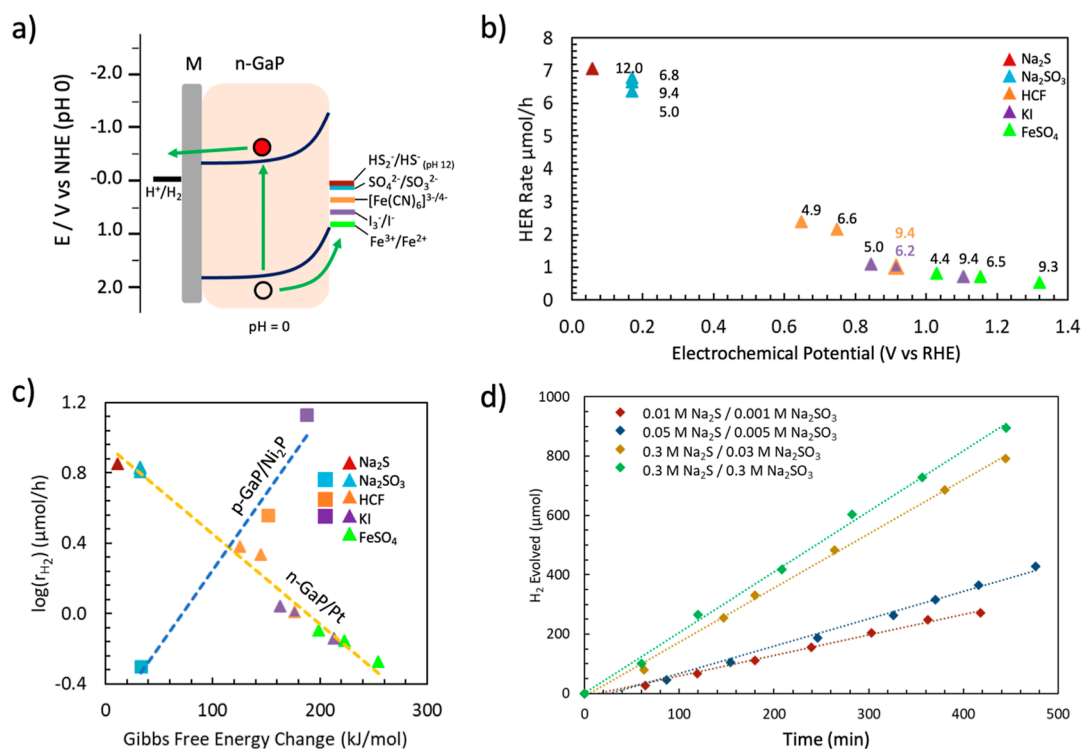 a)
M n-GaP
E / V vs NHE (pH 0)
-2.0
-1.0
-0.0
1.0
2.0
H⁺/H₂
HS₂⁻/HS⁻ (pH 12)
SO₄²⁻/SO₃²⁻
[Fe(CN)₆]³⁻/⁴⁻
I₃⁻/I⁻
Fe³⁺/Fe²⁺
pH = 0
b)
HER Rate μmol/h
8
7
6
5
4
3
2
1
0
12.0
6.8
9.4
5.0
4.9
6.6
5.0
9.4
6.2
4.4
9.4
6.5
9.3
Na₂S
Na₂SO₃
HCF
KI
FeSO₄
0.0 0.2 0.4 0.6 0.8 1.0 1.2 1.4
Electrochemical Potential (V vs RHE)
c)
log(r_H₂) (μmol/h)
1.2
0.8
0.4
0.0
-0.4
p-GaP/Ni₂P
n-GaP/Pt
Na₂S
Na₂SO₃
HCF
KI
FeSO₄
0 100 200 300
Gibbs Free Energy Change (kJ/mol)
d)
H₂ Evolved (μmol)
1000
800
600
400
200
0
0.01 M Na₂S / 0.001 M Na₂SO₃
0.05 M Na₂S / 0.005 M Na₂SO₃
0.3 M Na₂S / 0.03 M Na₂SO₃
0.3 M Na₂S / 0.3 M Na₂SO₃
0 100 200 300 400 500
Time (min)